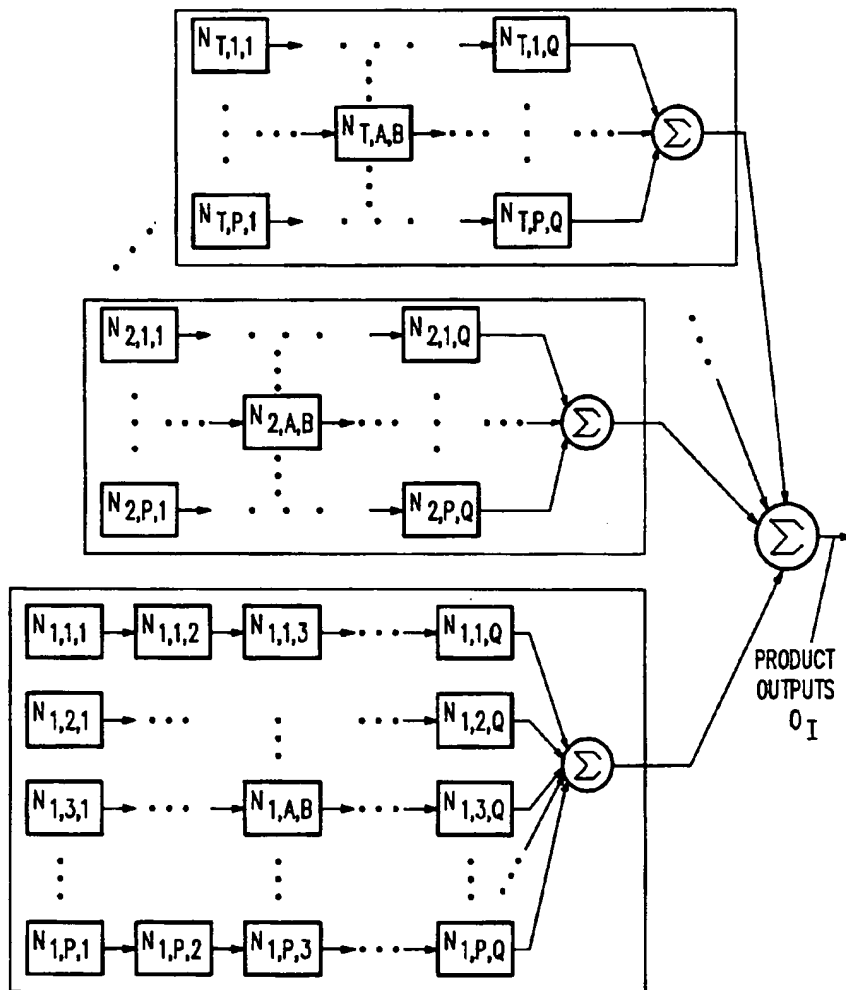 N T,1,1 N T,1,Q
N T,A,B Σ
N T,P,1 N T,P,Q
N 2,1,1 N 2,1,Q
N 2,A,B Σ
N 2,P,1 N 2,P,Q
Σ
N 1,1,1 N 1,1,2 N 1,1,3 N 1,1,Q
N 1,2,1 N 1,2,Q
Σ
N 1,3,1 N 1,A,B N 1,3,Q
N 1,P,1 N 1,P,2 N 1,P,3 N 1,P,Q
PRODUCT
OUTPUTS
O I